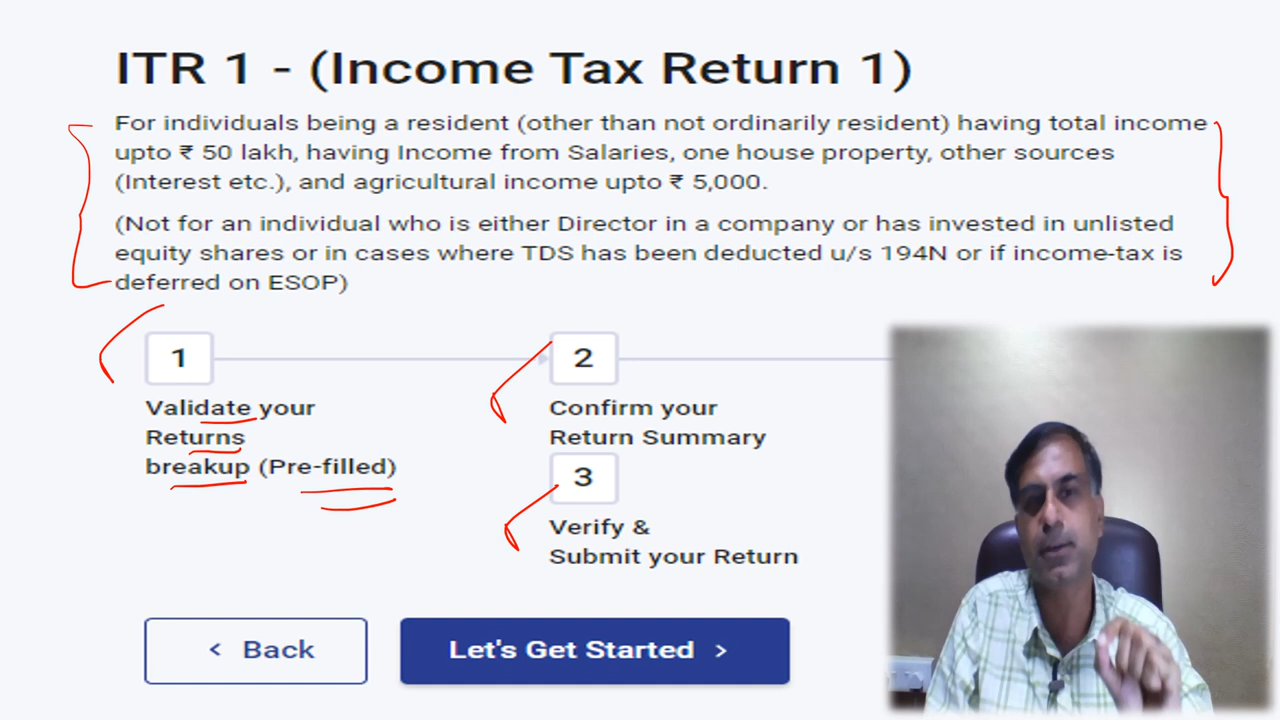 ITR 1 - (Income Tax Return 1)
For individuals being a resident (other than not ordinarily resident) having total income
upto ₹ 50 lakh, having Income from Salaries, one house property, other sources
(Interest etc.), and agricultural income upto ₹ 5,000.
(Not for an individual who is either Director in a company or has invested in unlisted
equity shares or in cases where TDS has been deducted u/s 194N or if income-tax is
deferred on ESOP)
1
Validate your
Returns
breakup (Pre-filled)
2
Confirm your
Return Summary
3
Verify &
Submit your Return
< Back
Let's Get Started >